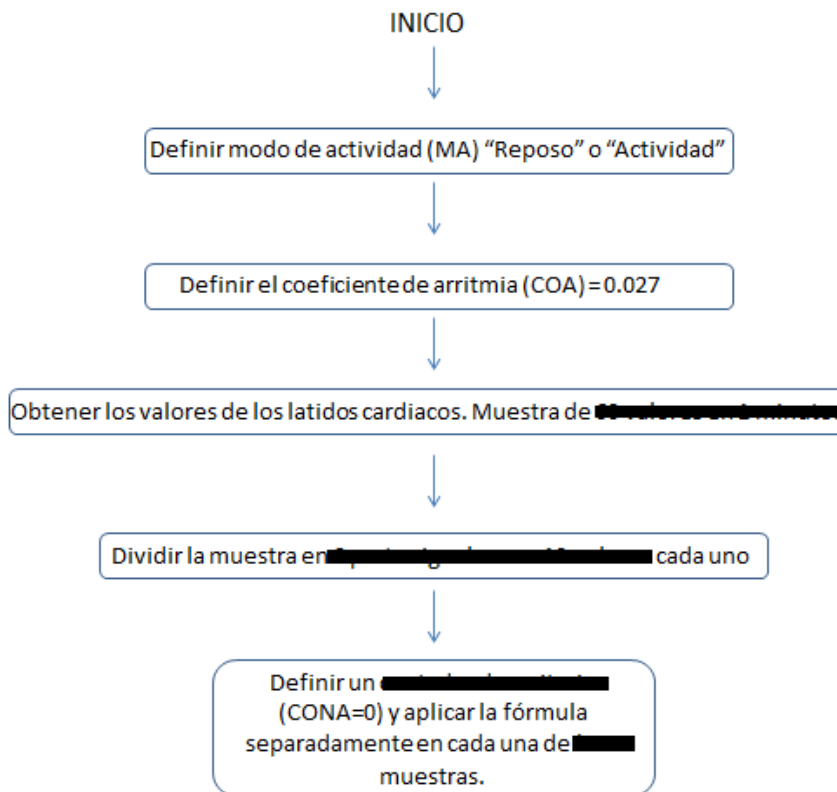 INICIO
Definir modo de actividad (MA) “Reposo” o “Actividad”
Definir el coeficiente de arritmia (COA) = 0.027
Obtener los valores de los latidos cardiacos. Muestra de
Dividir la muestra en cada uno
Definir un
(CONA=0) y aplicar la fórmula
separadamente en cada una de
muestras.